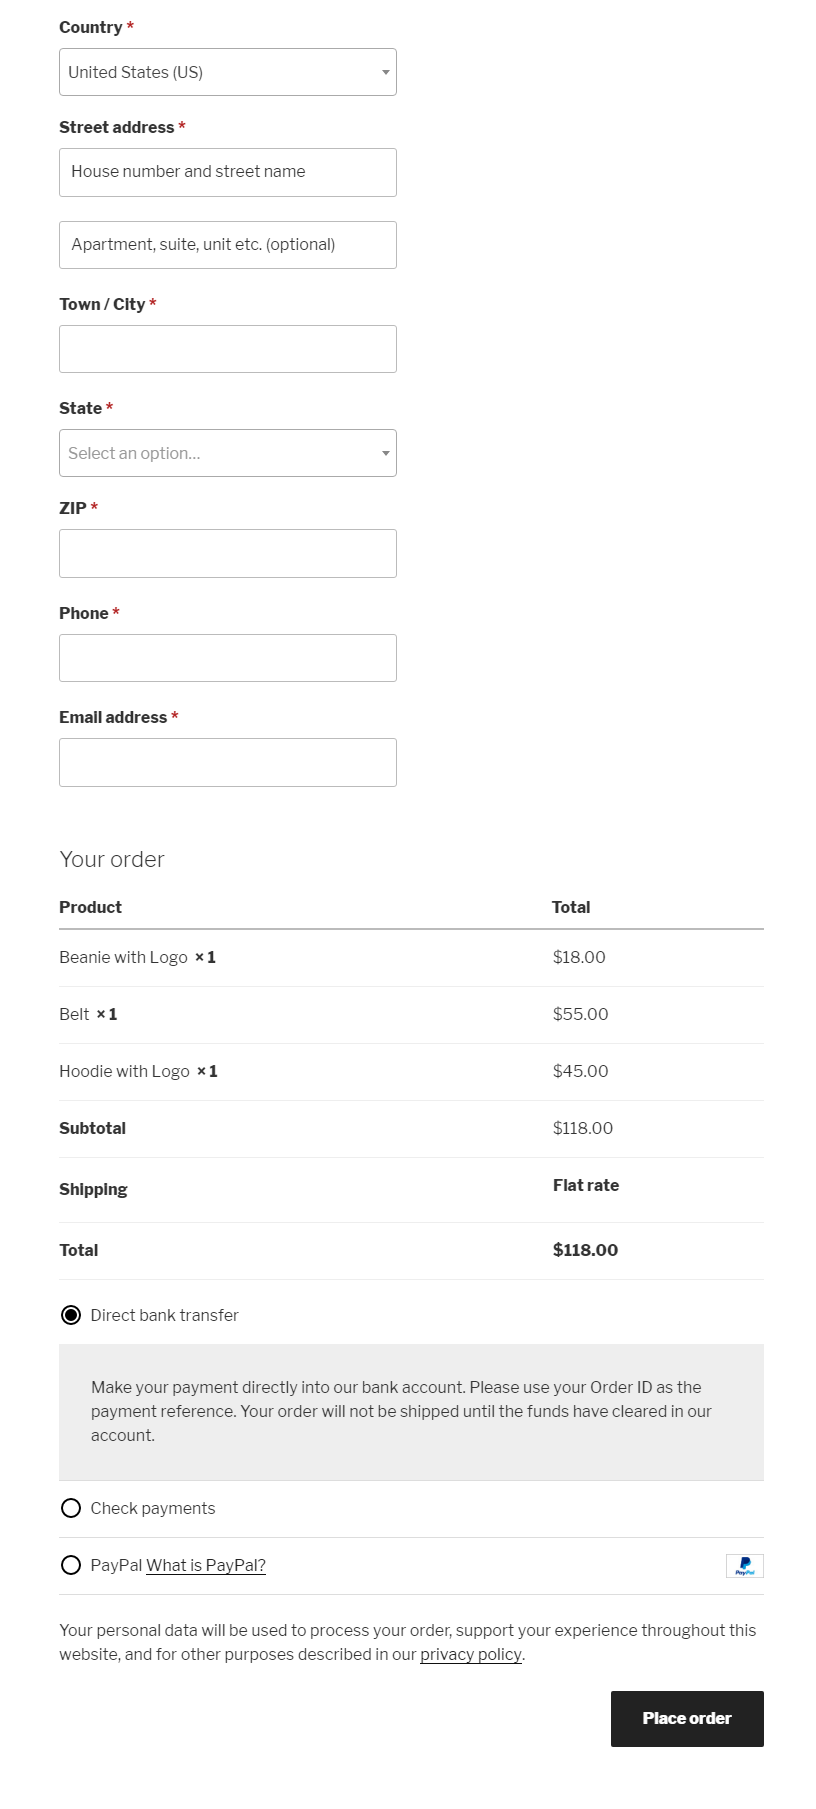 Country *
United States (US)
Street address *
House number and street name
Apartment, suite, unit etc. (optional)
Town / City *
State *
Select an option…
ZIP *
Phone *
Email address *
Your order
Product Total
Beanie with Logo × 1 $18.00
Belt × 1 $55.00
Hoodie with Logo × 1 $45.00
Subtotal $118.00
Shipping Flat rate
Total $118.00
Direct bank transfer
Make your payment directly into our bank account. Please use your Order ID as the
payment reference. Your order will not be shipped until the funds have cleared in our
account.
Check payments
PayPal What is PayPal? PayPal
Your personal data will be used to process your order, support your experience throughout this
website, and for other purposes described in our privacy policy.
Place order